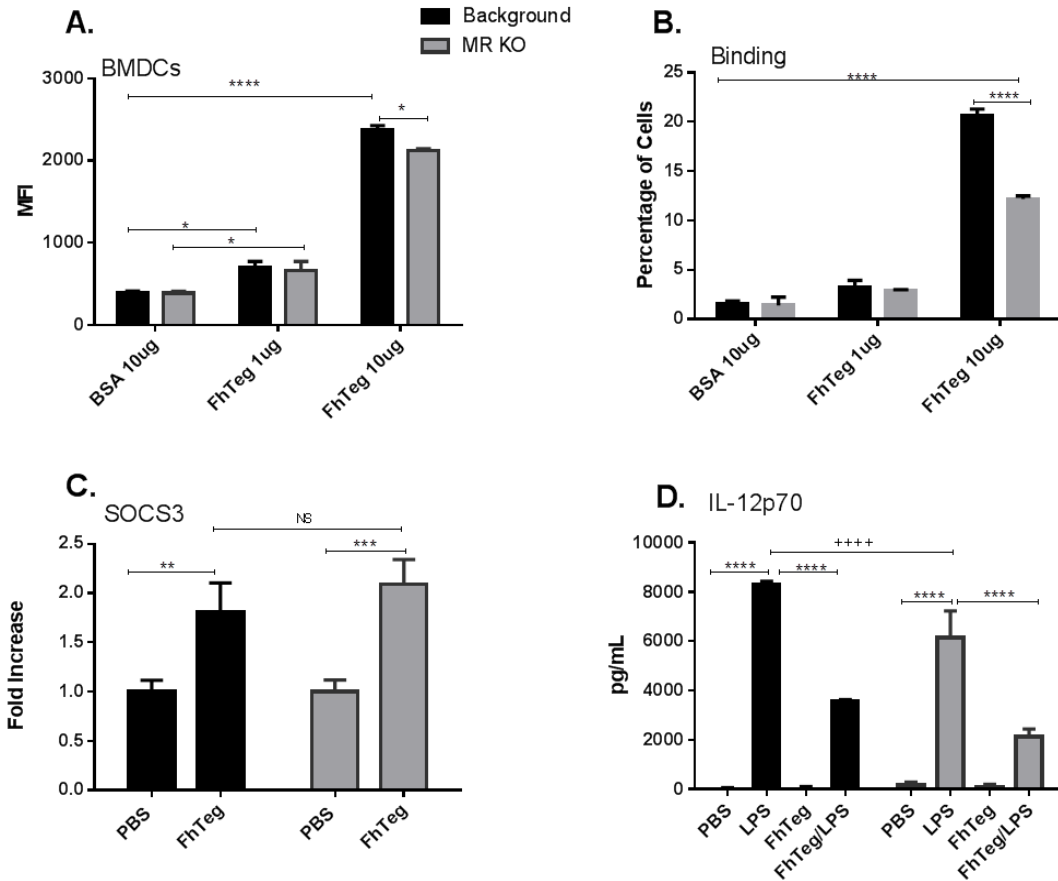 A.
Background
MR KO
BMDCs
MFI
3000
2000
1000
0
****
*
*
*
BSA 10ug
FhTeg 1ug
FhTeg 10ug
B.
Binding
Percentage of Cells
25
20
15
10
5
0
****
****
BSA 10ug
FhTeg 1ug
FhTeg 10ug
C.
SOCS3
Fold Increase
2.5
2.0
1.5
1.0
0.5
0.0
NS
**
***
PBS
FhTeg
PBS
FhTeg
D.
IL-12p70
pg/mL
10000
8000
6000
4000
2000
0
++++
****
****
****
****
PBS
LPS
FhTeg
FhTeg/LPS
PBS
LPS
FhTeg
FhTeg/LPS